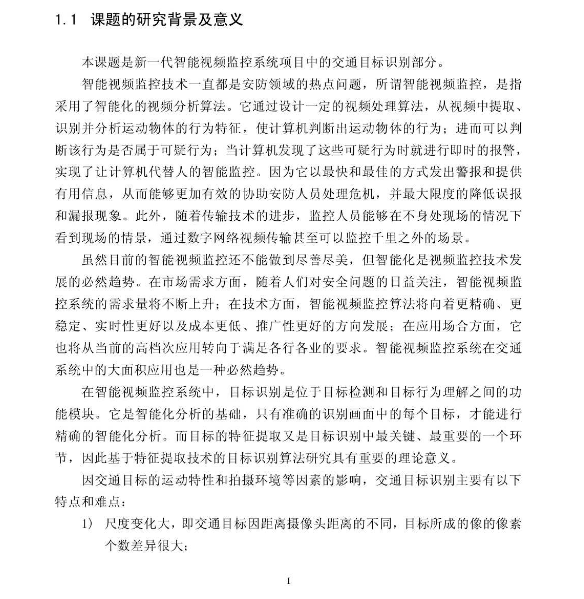 1.1 课题的研究背景及意义
本课题是新一代智能视频监控系统项目中的交通目标识别部分。
智能视频监控技术一直都是安防领域的热点问题，所谓智能视频监控，是指
采用了智能化的视频分析算法。它通过设计一定的视频处理算法，从视频中提取、
识别并分析运动物体的行为特征，使计算机判断出运动物体的行为；进而可以判
断该行为是否属于可疑行为；当计算机发现了这些可疑行为时就进行即时的报警，
实现了让计算机代替人的智能监控。因为它以最快和最佳的方式发出警报和提供
有用信息，从而能够更加有效的协助安防人员处理危机，并最大限度的降低误报
和漏报现象。此外，随着传输技术的进步，监控人员能够在不身处现场的情况下
看到现场的情景，通过数字网络视频传输甚至可以监控千里之外的场景。
虽然目前的智能视频监控还不能做到尽善尽美，但智能化是视频监控技术发
展的必然趋势。在市场需求方面，随着人们对安全问题的日益关注，智能视频监
控系统的需求量将不断上升；在技术方面，智能视频监控算法将向着更精确、更
稳定、实时性更好以及成本更低、推广性更好的方向发展；在应用场合方面，它
也将从当前的高档次应用转向于满足各行各业的要求。智能视频监控系统在交通
系统中的大面积应用也是一种必然趋势。
在智能视频监控系统中，目标识别是位于目标检测和目标行为理解之间的功
能模块。它是智能化分析的基础，只有准确的识别画面中的每个目标，才能进行
精确的智能化分析。而目标的特征提取又是目标识别中最关键、最重要的一个环
节，因此基于特征提取技术的目标识别算法研究具有重要的理论意义。
因交通目标的运动特性和拍摄环境等因素的影响，交通目标识别主要有以下
特点和难点：
1) 尺度变化大，即交通目标因距离摄像头距离的不同，目标所成的像的像素
个数差异很大；
1